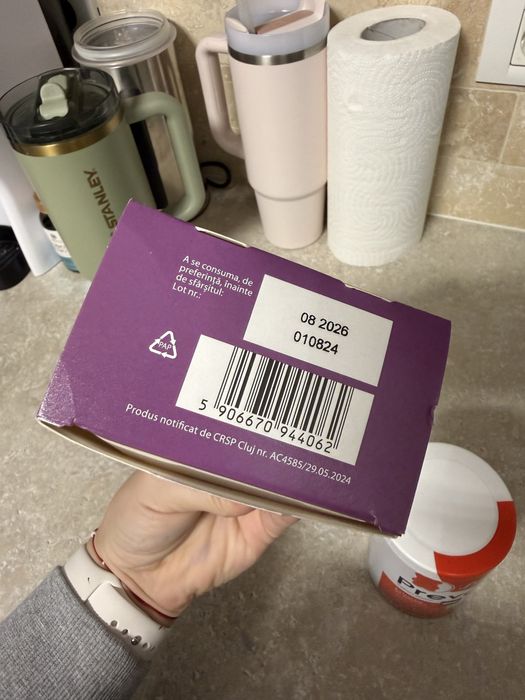 STANLEY
A se consuma, de
preferință, înainte
de sfârșitul:
Lot nr.:
08 2026
010824
PAP
5 906670 944062
Produs notificat de CRSP Cluj nr. AC4585/29.05.2024